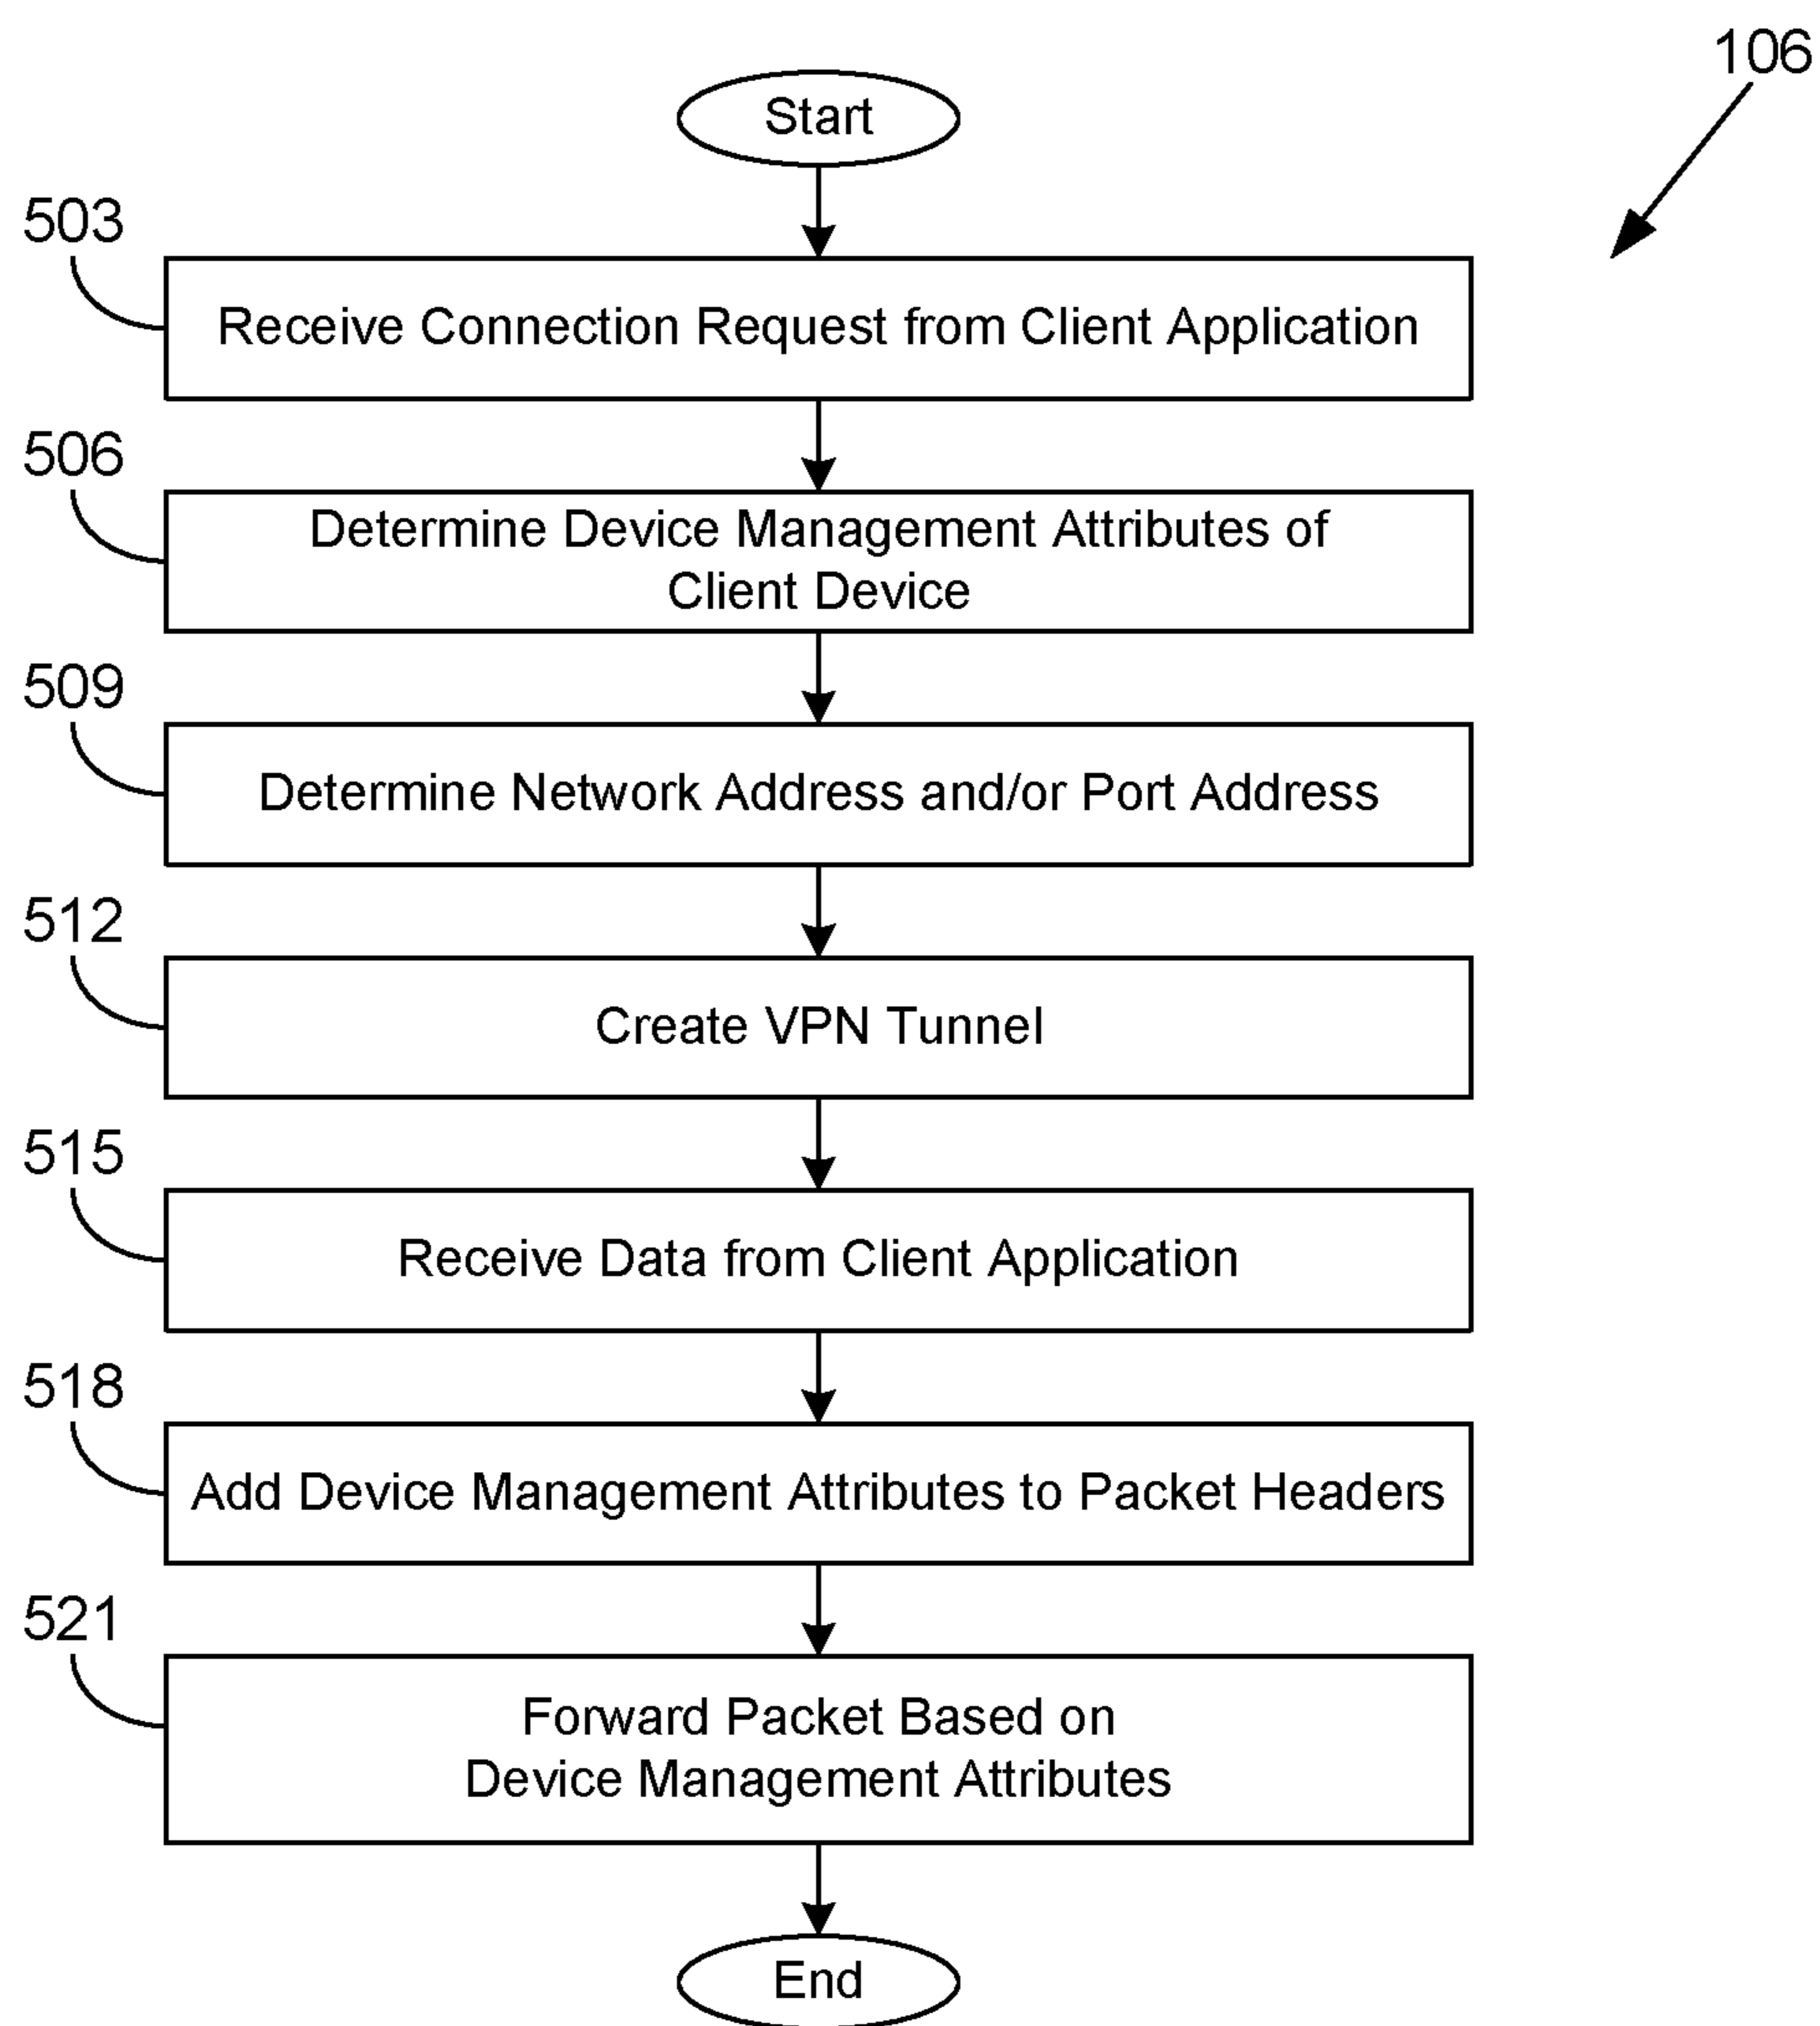 106
Start
503
Receive Connection Request from Client Application
506
Determine Device Management Attributes of
Client Device
509
Determine Network Address and/or Port Address
512
Create VPN Tunnel
515
Receive Data from Client Application
518
Add Device Management Attributes to Packet Headers
521
Forward Packet Based on
Device Management Attributes
End